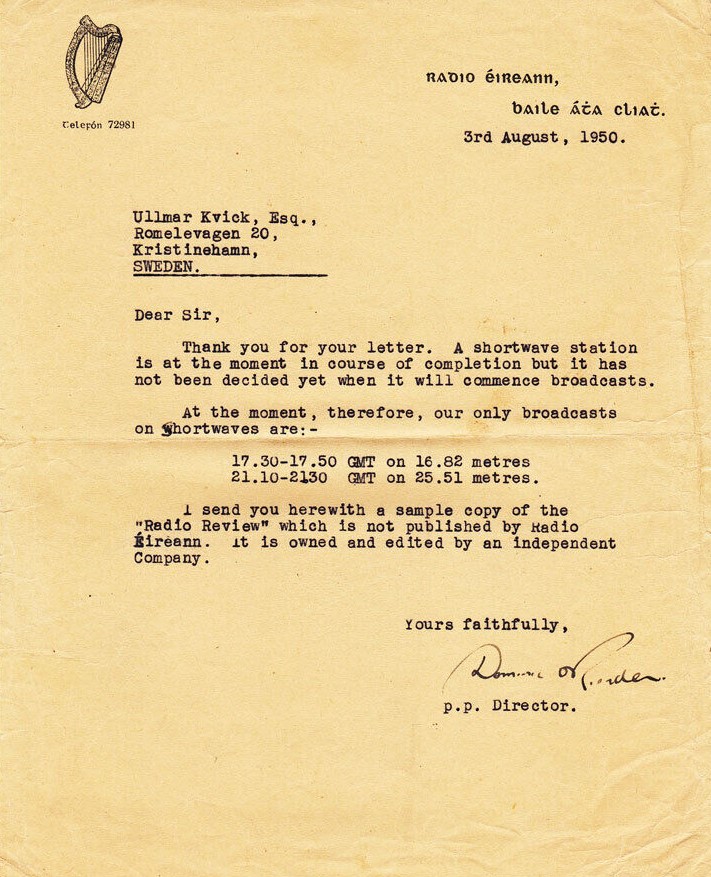 Radio Éireann,
Baile Áṫa Cliaṫ.
Telefón 72981
3rd August, 1950.
Ullmar Kvick, Esq.,
Romelevagen 20,
Kristinehamn,
SWEDEN.
Dear Sir,
Thank you for your letter. A shortwave station
is at the moment in course of completion but it has
not been decided yet when it will commence broadcasts.
At the moment, therefore, our only broadcasts
on shortwaves are:-
17.30-17.50 GMT on 16.82 metres
21.10-2130 GMT on 25.51 metres.
I send you herewith a sample copy of the
"Radio Review" which is not published by Radio
Éireann. It is owned and edited by an independent
Company.
Yours faithfully,
p.p. Director.